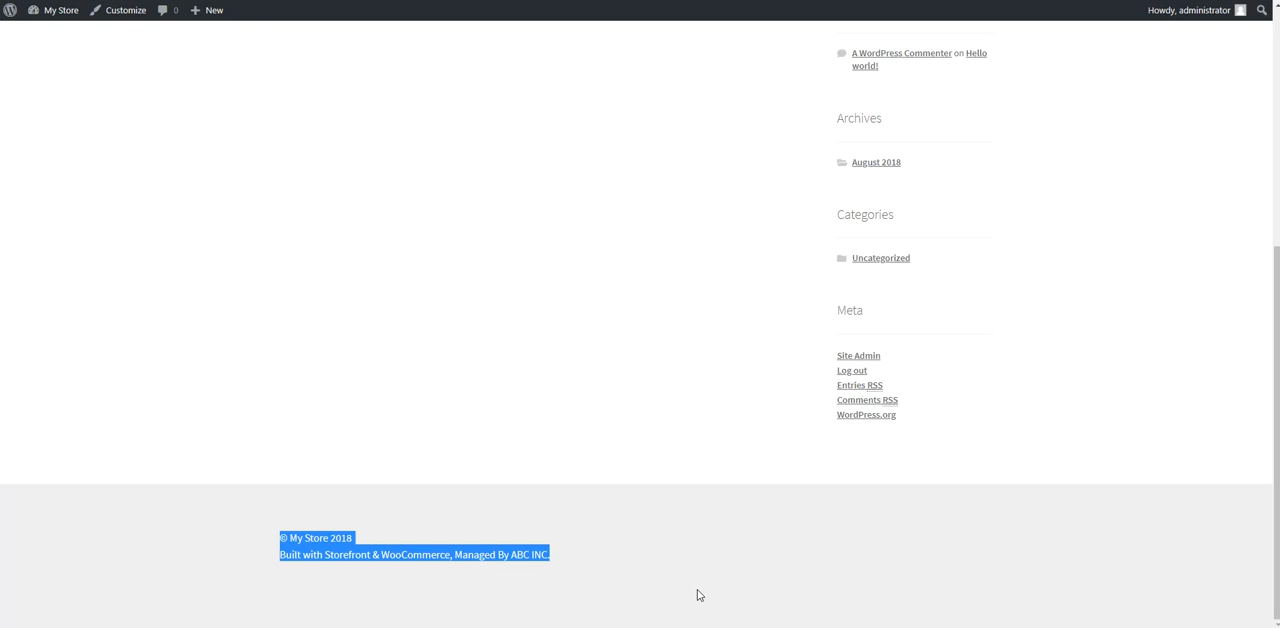 My Store Customize 0 New Howdy, administrator
A WordPress Commenter on Hello
world!
Archives
August 2018
Categories
Uncategorized
Meta
Site Admin
Log out
Entries RSS
Comments RSS
WordPress.org
© My Store 2018
Built with Storefront & WooCommerce, Managed By ABC INC.